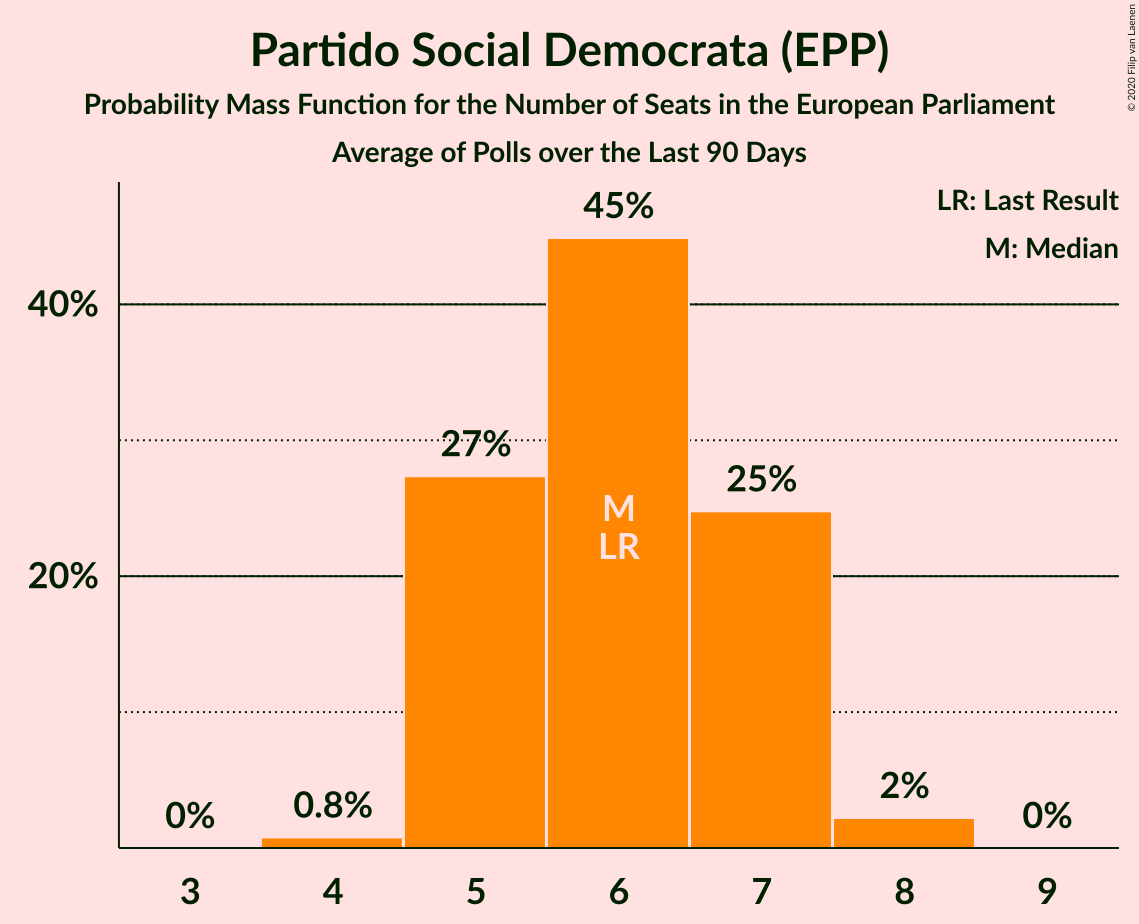 Partido Social Democrata (EPP)
Probability Mass Function for the Number of Seats in the European Parliament
Average of Polls over the Last 90 Days
© 2020 Filip van Laenen
LR: Last Result
M: Median
45%
40%
27%
25%
M
LR
20%
0%
0.8%
2%
0%
3 4 5 6 7 8 9